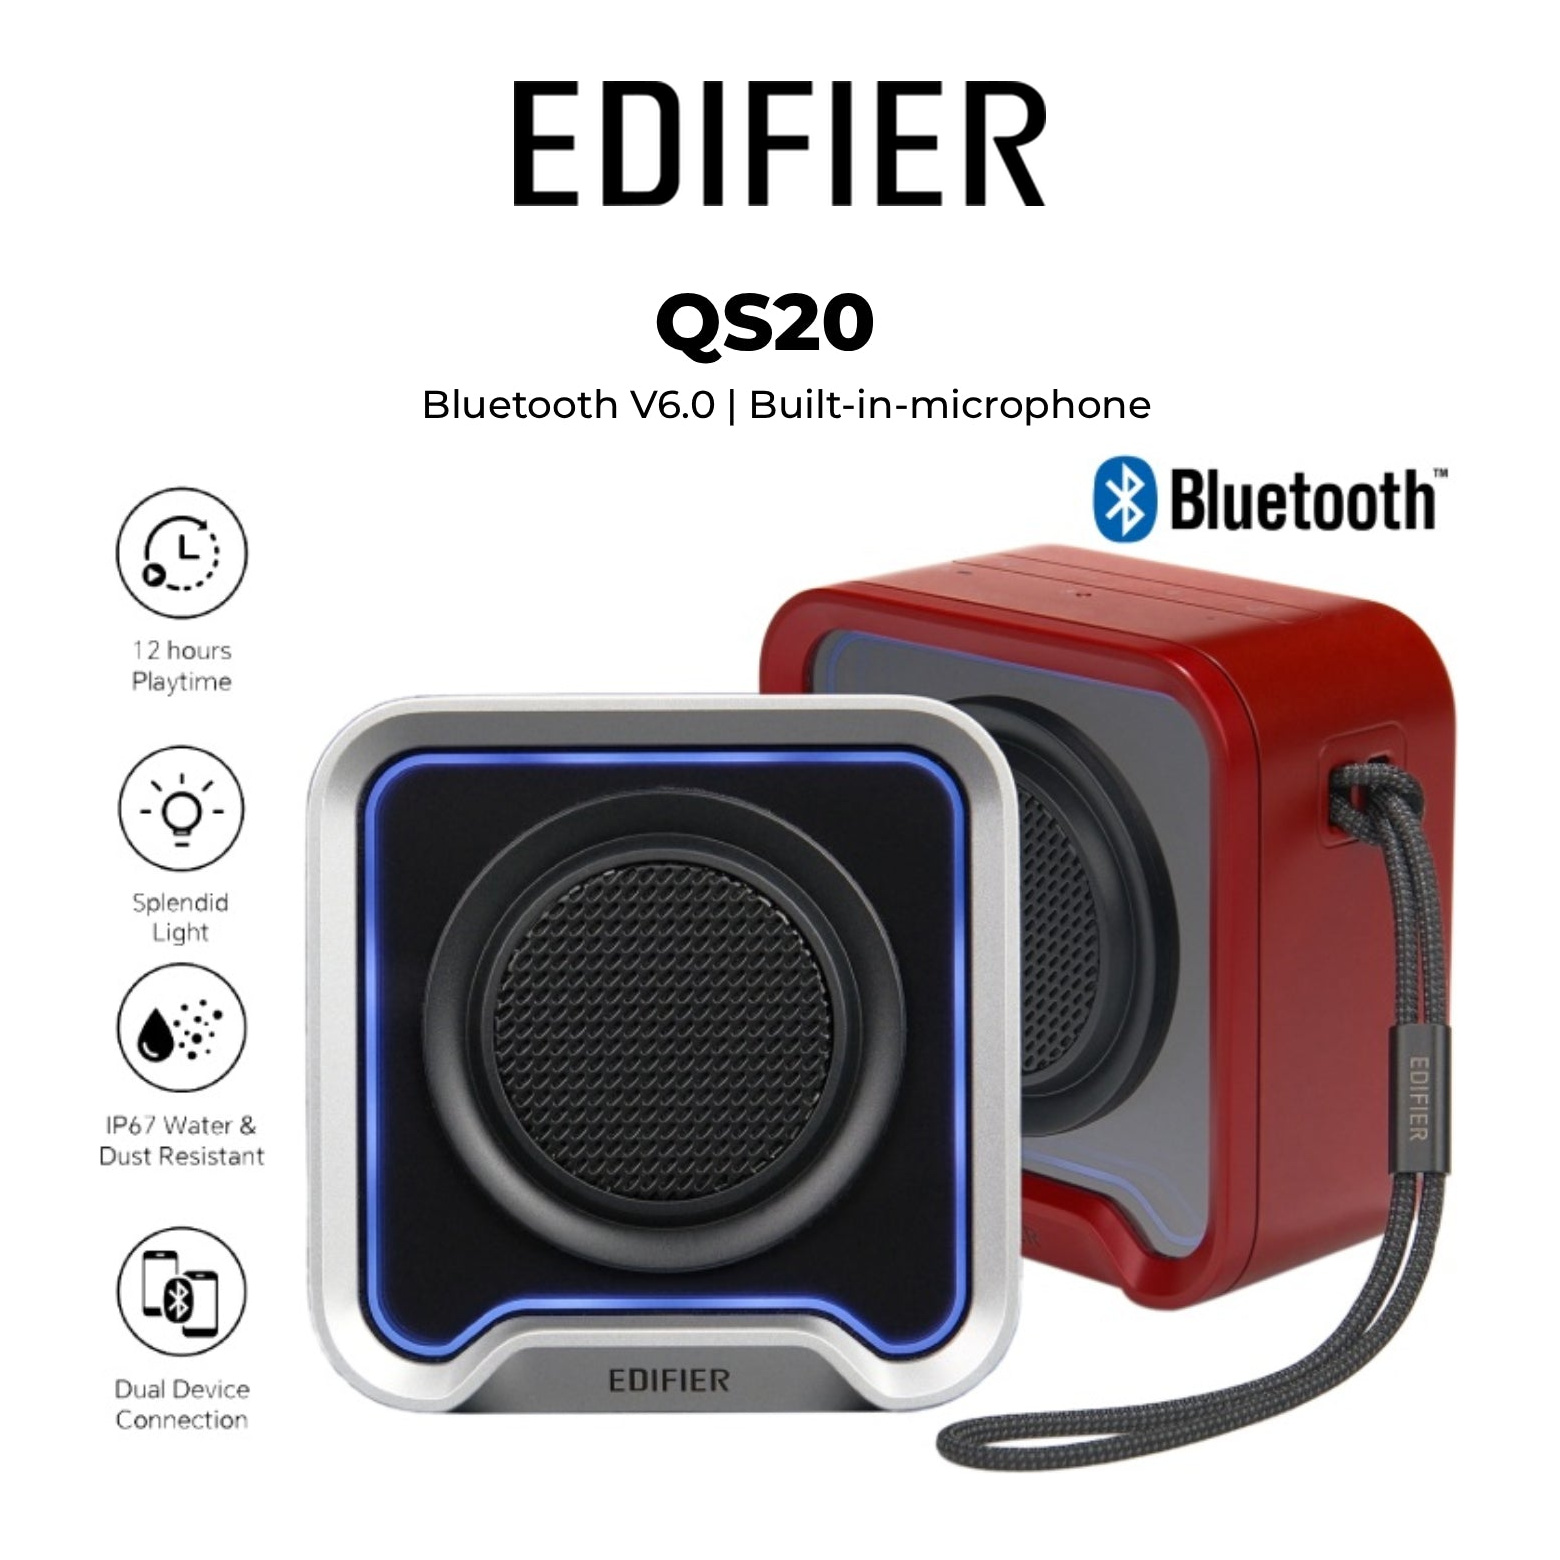 EDIFIER
QS20
Bluetooth V6.0 | Built-in-microphone
Bluetooth™
12 hours
Playtime
Splendid
Light
IP67 Water &
Dust Resistant
Dual Device
Connection
EDIFIER
EDIFIER